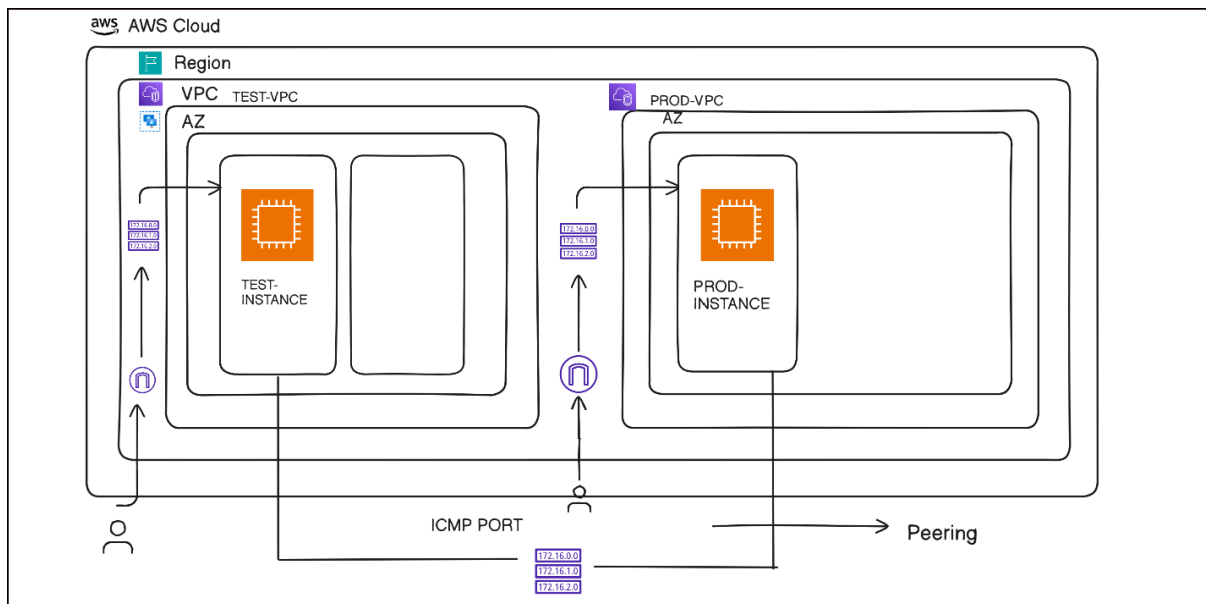 aws AWS Cloud
Region
VPC TEST-VPC
AZ
PROD-VPC
AZ
172.16.0.0
172.16.1.0
172.16.2.0
TEST-
INSTANCE
172.16.0.0
172.16.1.0
172.16.2.0
PROD-
INSTANCE
ICMP PORT
Peering
172.16.0.0
172.16.1.0
172.16.2.0